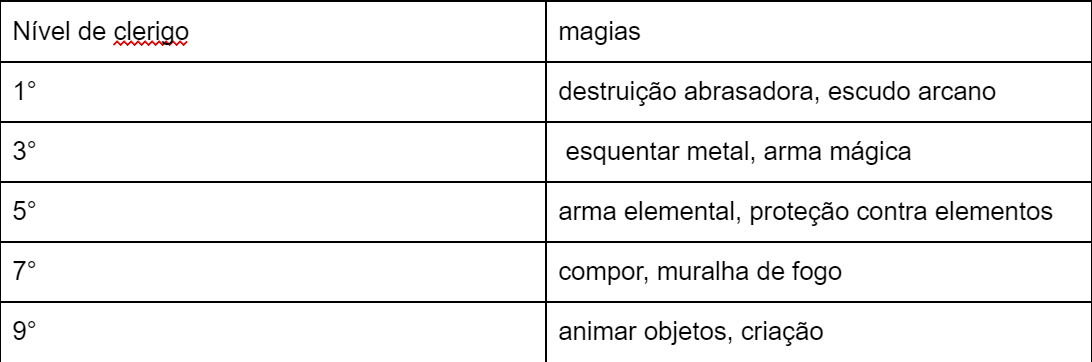 Nível de clerigo magias
1° destruição abrasadora, escudo arcano
3° esquentar metal, arma mágica
5° arma elemental, proteção contra elementos
7° compor, muralha de fogo
9° animar objetos, criação